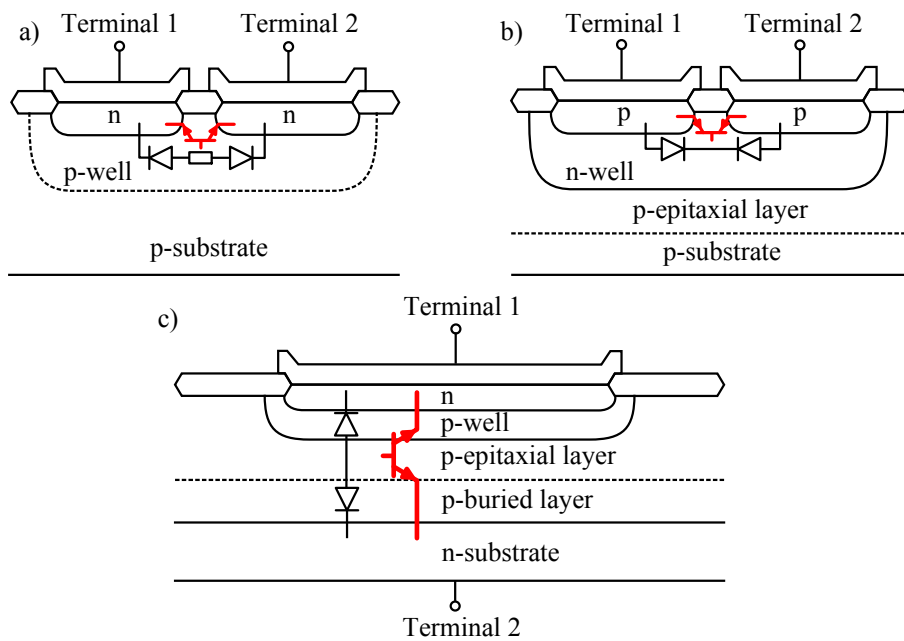 a)
Terminal 1
Terminal 2
n
n
p-well
p-substrate
b)
Terminal 1
Terminal 2
p
p
n-well
p-epitaxial layer
p-substrate
c)
Terminal 1
n
p-well
p-epitaxial layer
p-buried layer
n-substrate
Terminal 2